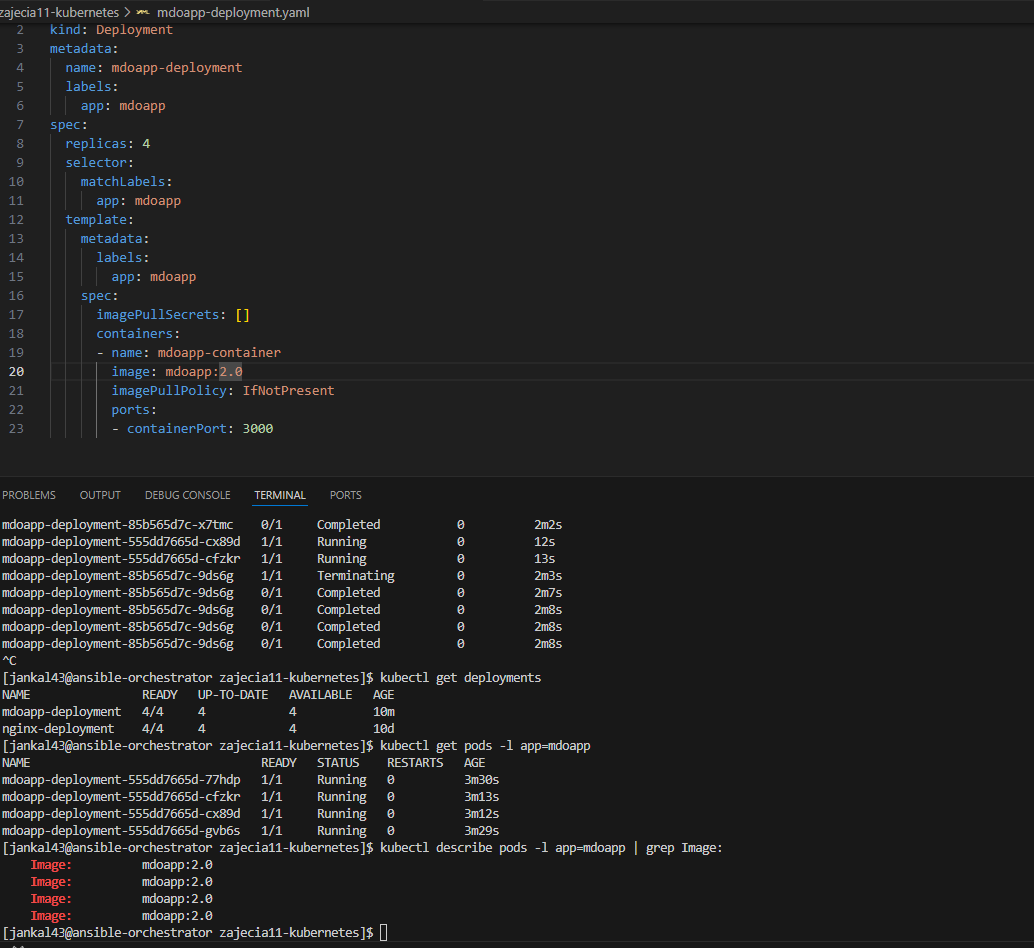 zajecia11-kubernetes > mdoapp-deployment.yaml
2 kind: Deployment
3 metadata:
4 name: mdoapp-deployment
5 labels:
6 app: mdoapp
7 spec:
8 replicas: 4
9 selector:
10 matchLabels:
11 app: mdoapp
12 template:
13 metadata:
14 labels:
15 app: mdoapp
16 spec:
17 imagePullSecrets: []
18 containers:
19 - name: mdoapp-container
20 image: mdoapp:2.0
21 imagePullPolicy: IfNotPresent
22 ports:
23 - containerPort: 3000
PROBLEMS OUTPUT DEBUG CONSOLE TERMINAL PORTS
mdoapp-deployment-85b565d7c-x7tmc 0/1 Completed 0 2m2s
mdoapp-deployment-555dd7665d-cx89d 1/1 Running 0 12s
mdoapp-deployment-555dd7665d-cfzkr 1/1 Running 0 13s
mdoapp-deployment-85b565d7c-9ds6g 1/1 Terminating 0 2m3s
mdoapp-deployment-85b565d7c-9ds6g 0/1 Completed 0 2m7s
mdoapp-deployment-85b565d7c-9ds6g 0/1 Completed 0 2m8s
mdoapp-deployment-85b565d7c-9ds6g 0/1 Completed 0 2m8s
mdoapp-deployment-85b565d7c-9ds6g 0/1 Completed 0 2m8s
^C
[jankal43@ansible-orchestrator zajecia11-kubernetes]$ kubectl get deployments
NAME READY UP-TO-DATE AVAILABLE AGE
mdoapp-deployment 4/4 4 4 10m
nginx-deployment 4/4 4 4 10d
[jankal43@ansible-orchestrator zajecia11-kubernetes]$ kubectl get pods -l app=mdoapp
NAME READY STATUS RESTARTS AGE
mdoapp-deployment-555dd7665d-77hdp 1/1 Running 0 3m30s
mdoapp-deployment-555dd7665d-cfzkr 1/1 Running 0 3m13s
mdoapp-deployment-555dd7665d-cx89d 1/1 Running 0 3m12s
mdoapp-deployment-555dd7665d-gvb6s 1/1 Running 0 3m29s
[jankal43@ansible-orchestrator zajecia11-kubernetes]$ kubectl describe pods -l app=mdoapp | grep Image:
Image: mdoapp:2.0
Image: mdoapp:2.0
Image: mdoapp:2.0
Image: mdoapp:2.0
[jankal43@ansible-orchestrator zajecia11-kubernetes]$